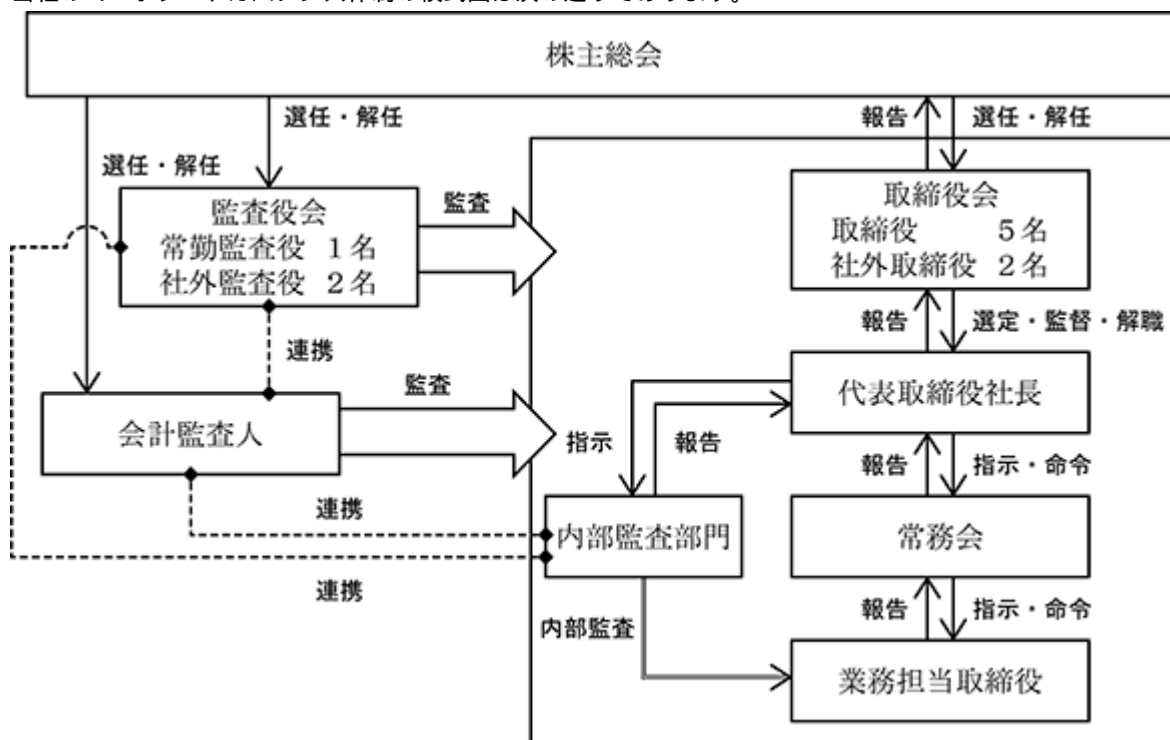 株主総会
選任・解任
報告
選任・解任
選任・解任
監査役会
常勤監査役 1名
社外監査役 2名
監査
取締役会
取締役 5名
社外取締役 2名
報告
選定・監督・解職
連携
監査
代表取締役社長
会計監査人
指示
報告
報告
指示・命令
連携
内部監査部門
常務会
連携
報告
指示・命令
内部監査
業務担当取締役